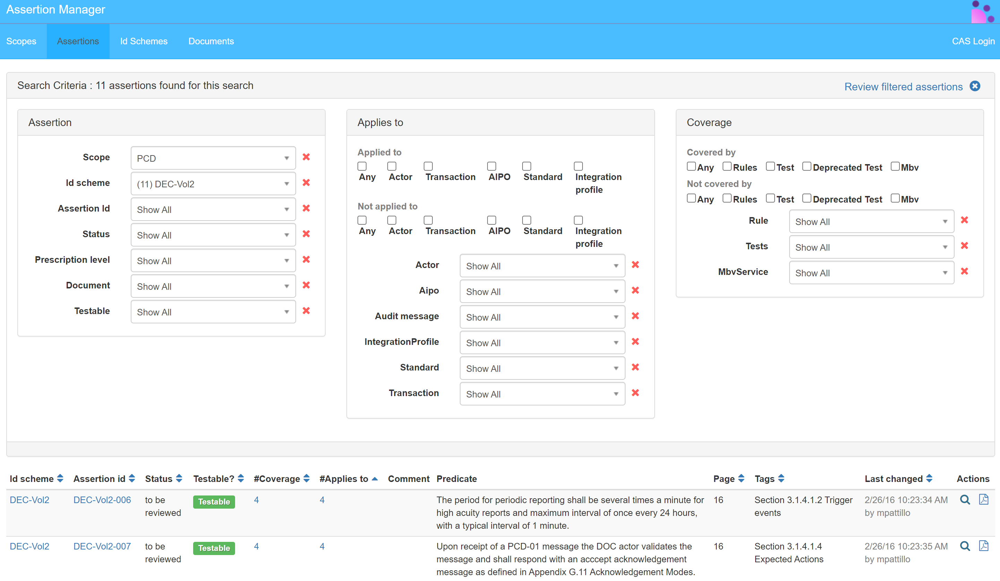 Assertion Manager
Scopes Assertions Id Schemes Documents CAS Login
Search Criteria : 11 assertions found for this search Review filtered assertions
Assertion
Scope PCD
Id scheme (11) DEC-Vol2
Assertion Id Show All
Status Show All
Prescription level Show All
Document Show All
Testable Show All
Applies to
Applied to
Any Actor Transaction AIPO Standard Integration
profile
Not applied to
Any Actor Transaction AIPO Standard Integration
profile
Actor Show All
Aipo Show All
Audit message Show All
IntegrationProfile Show All
Standard Show All
Transaction Show All
Coverage
Covered by
Any Rules Test Deprecated Test Mbv
Not covered by
Any Rules Test Deprecated Test Mbv
Rule Show All
Tests Show All
MbvService Show All
Id scheme Assertion id Status Testable? #Coverage #Applies to Comment Predicate Page Tags Last changed Actions
DEC-Vol2 DEC-Vol2-006 to be Testable 4 4 The period for periodic reporting shall be several times a minute for 16 Section 3.1.4.1.2 Trigger 2/26/16 10:23:34 AM
reviewed high acuity reports and maximum interval of once every 24 hours, events by mpattillo
with a typical interval of 1 minute.
DEC-Vol2 DEC-Vol2-007 to be Testable 4 4 Upon receipt of a PCD-01 message the DOC actor validates the 16 Section 3.1.4.1.4 2/26/16 10:23:35 AM
reviewed message and shall respond with an acccept acknowledgement Expected Actions by mpattillo
message as defined in Appendix G.11 Acknowledgement Modes.